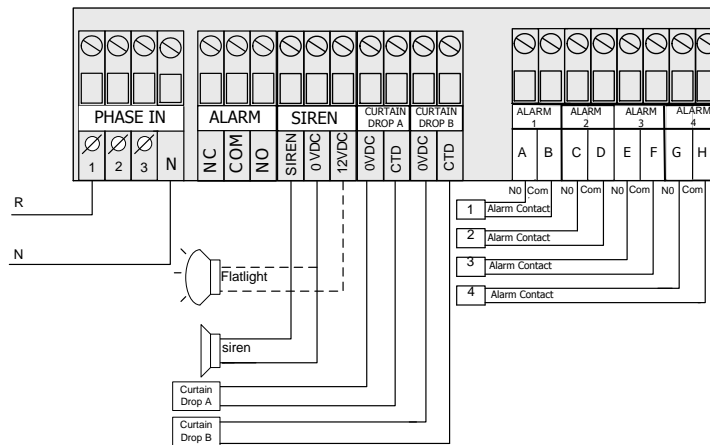 PHASE IN
ALARM
SIREN
CURTAIN
DROP A
CURTAIN
DROP B
ALARM
1
ALARM
2
ALARM
3
ALARM
4
1
2
3
N
NC
COM
NO
SIREN
0VDC
12VDC
0VDC
CTD
0VDC
CTD
A
B
C
D
E
F
G
H
N0 Com
N0 Com
N0 Com
N0 Com
R
N
1 Alarm Contact
2 Alarm Contact
3 Alarm Contact
4 Alarm Contact
Flatlight
siren
Curtain
Drop A
Curtain
Drop B